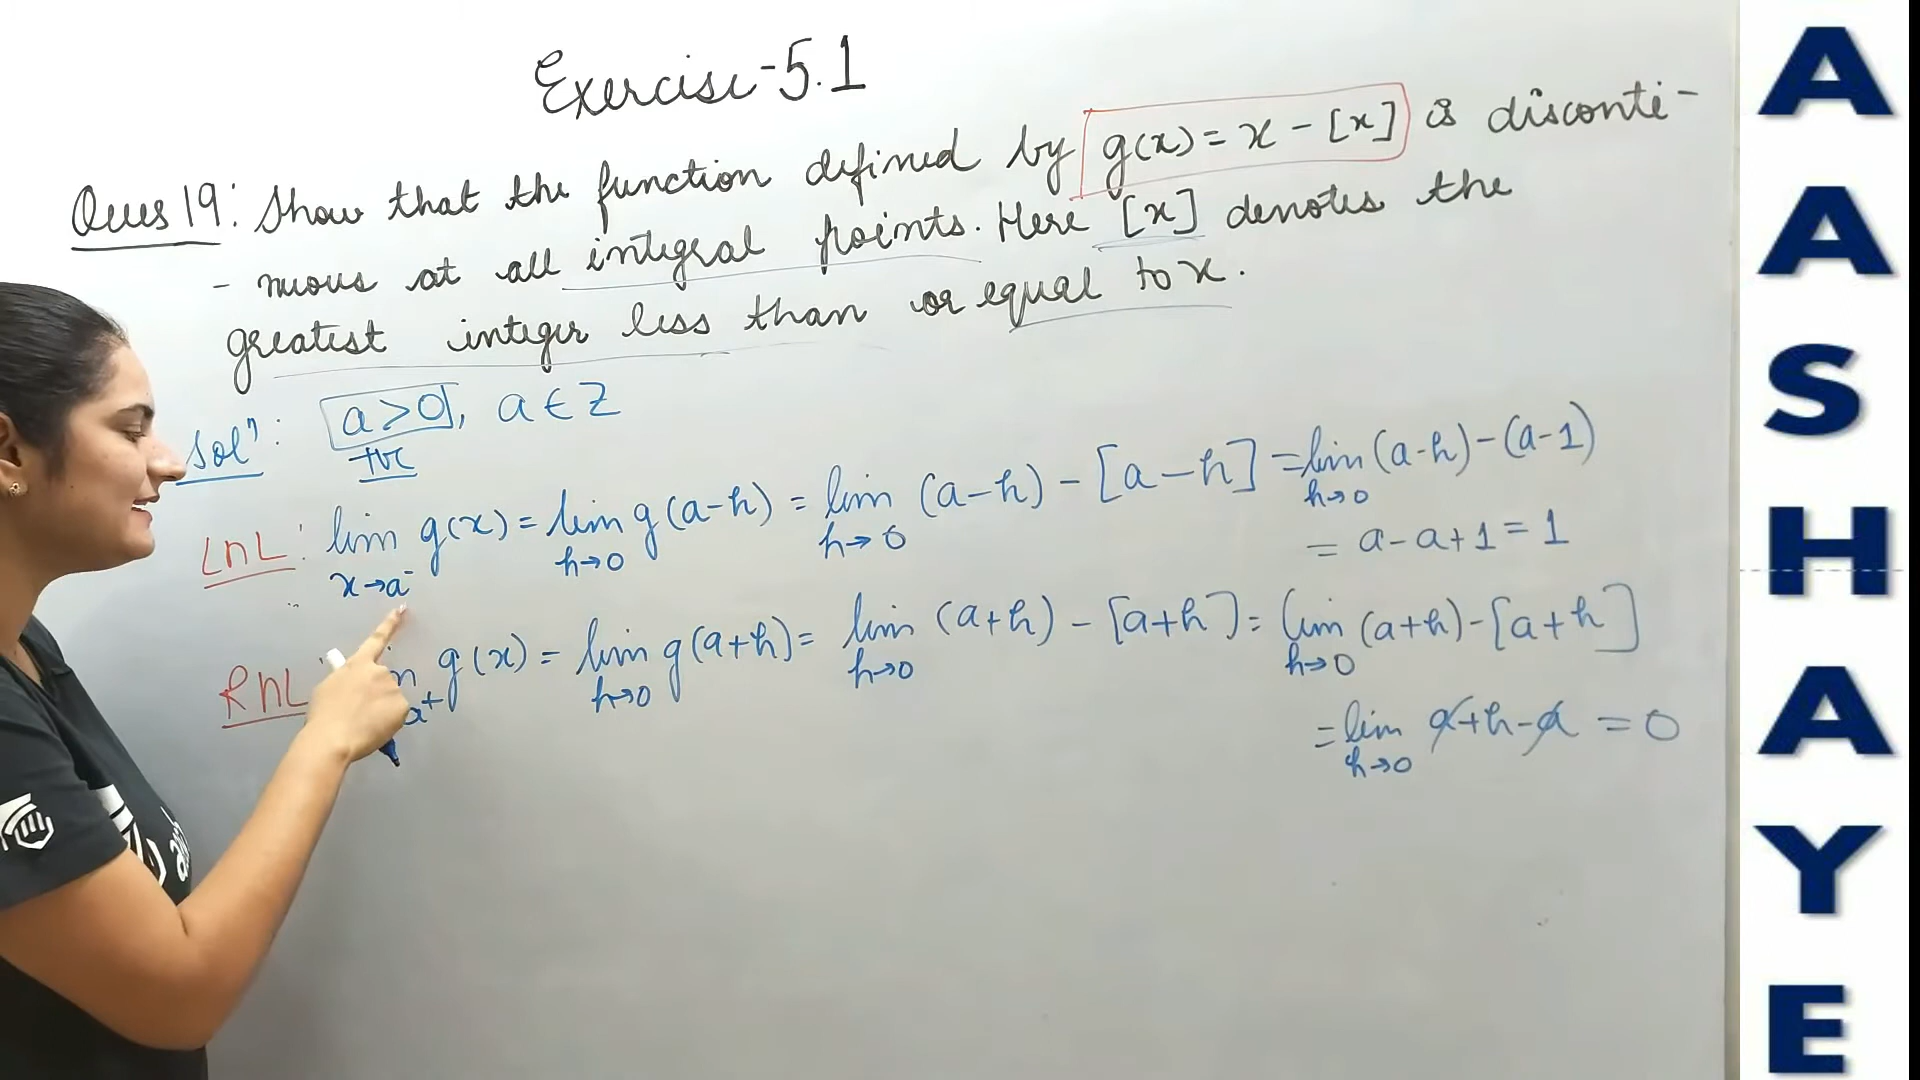 Exercise-5.1
Ques 19: Show that the function defined by g(x) = x - [x] is disconti-
- nuous at all integral points. Here [x] denotes the
greatest integer less than or equal to x.
Solⁿ: a>0, a ∈ Z
+ve
LHL: lim g(x) = lim g(a-h) = lim (a-h) - [a-h] = lim (a-h) - (a-1)
x→a⁻ h→0 h→0 h→0
= a-a+1 = 1
RHL: g(x) = lim g(a+h) = lim (a+h) - [a+h] = lim (a+h) - [a+h]
a⁺ h→0 h→0 h→0
= lim a+h-a = 0
h→0
AASHAYE